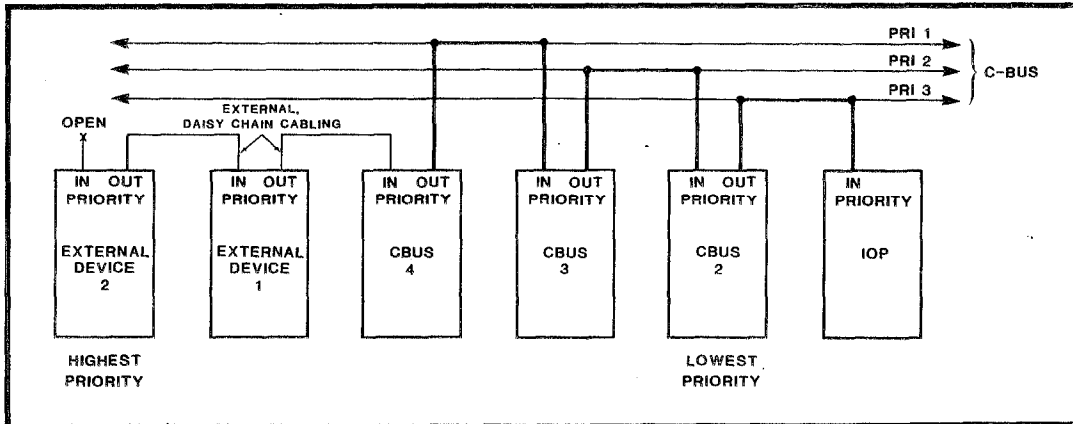 PRI 1
PRI 2
C-BUS
PRI 3
EXTERNAL,
DAISY CHAIN CABLING
OPEN
X
IN OUT
PRIORITY
EXTERNAL
DEVICE
2
IN OUT
PRIORITY
EXTERNAL
DEVICE
1
IN OUT
PRIORITY
CBUS
4
IN OUT
PRIORITY
CBUS
3
IN OUT
PRIORITY
CBUS
2
IN
PRIORITY
IOP
HIGHEST
PRIORITY
LOWEST
PRIORITY